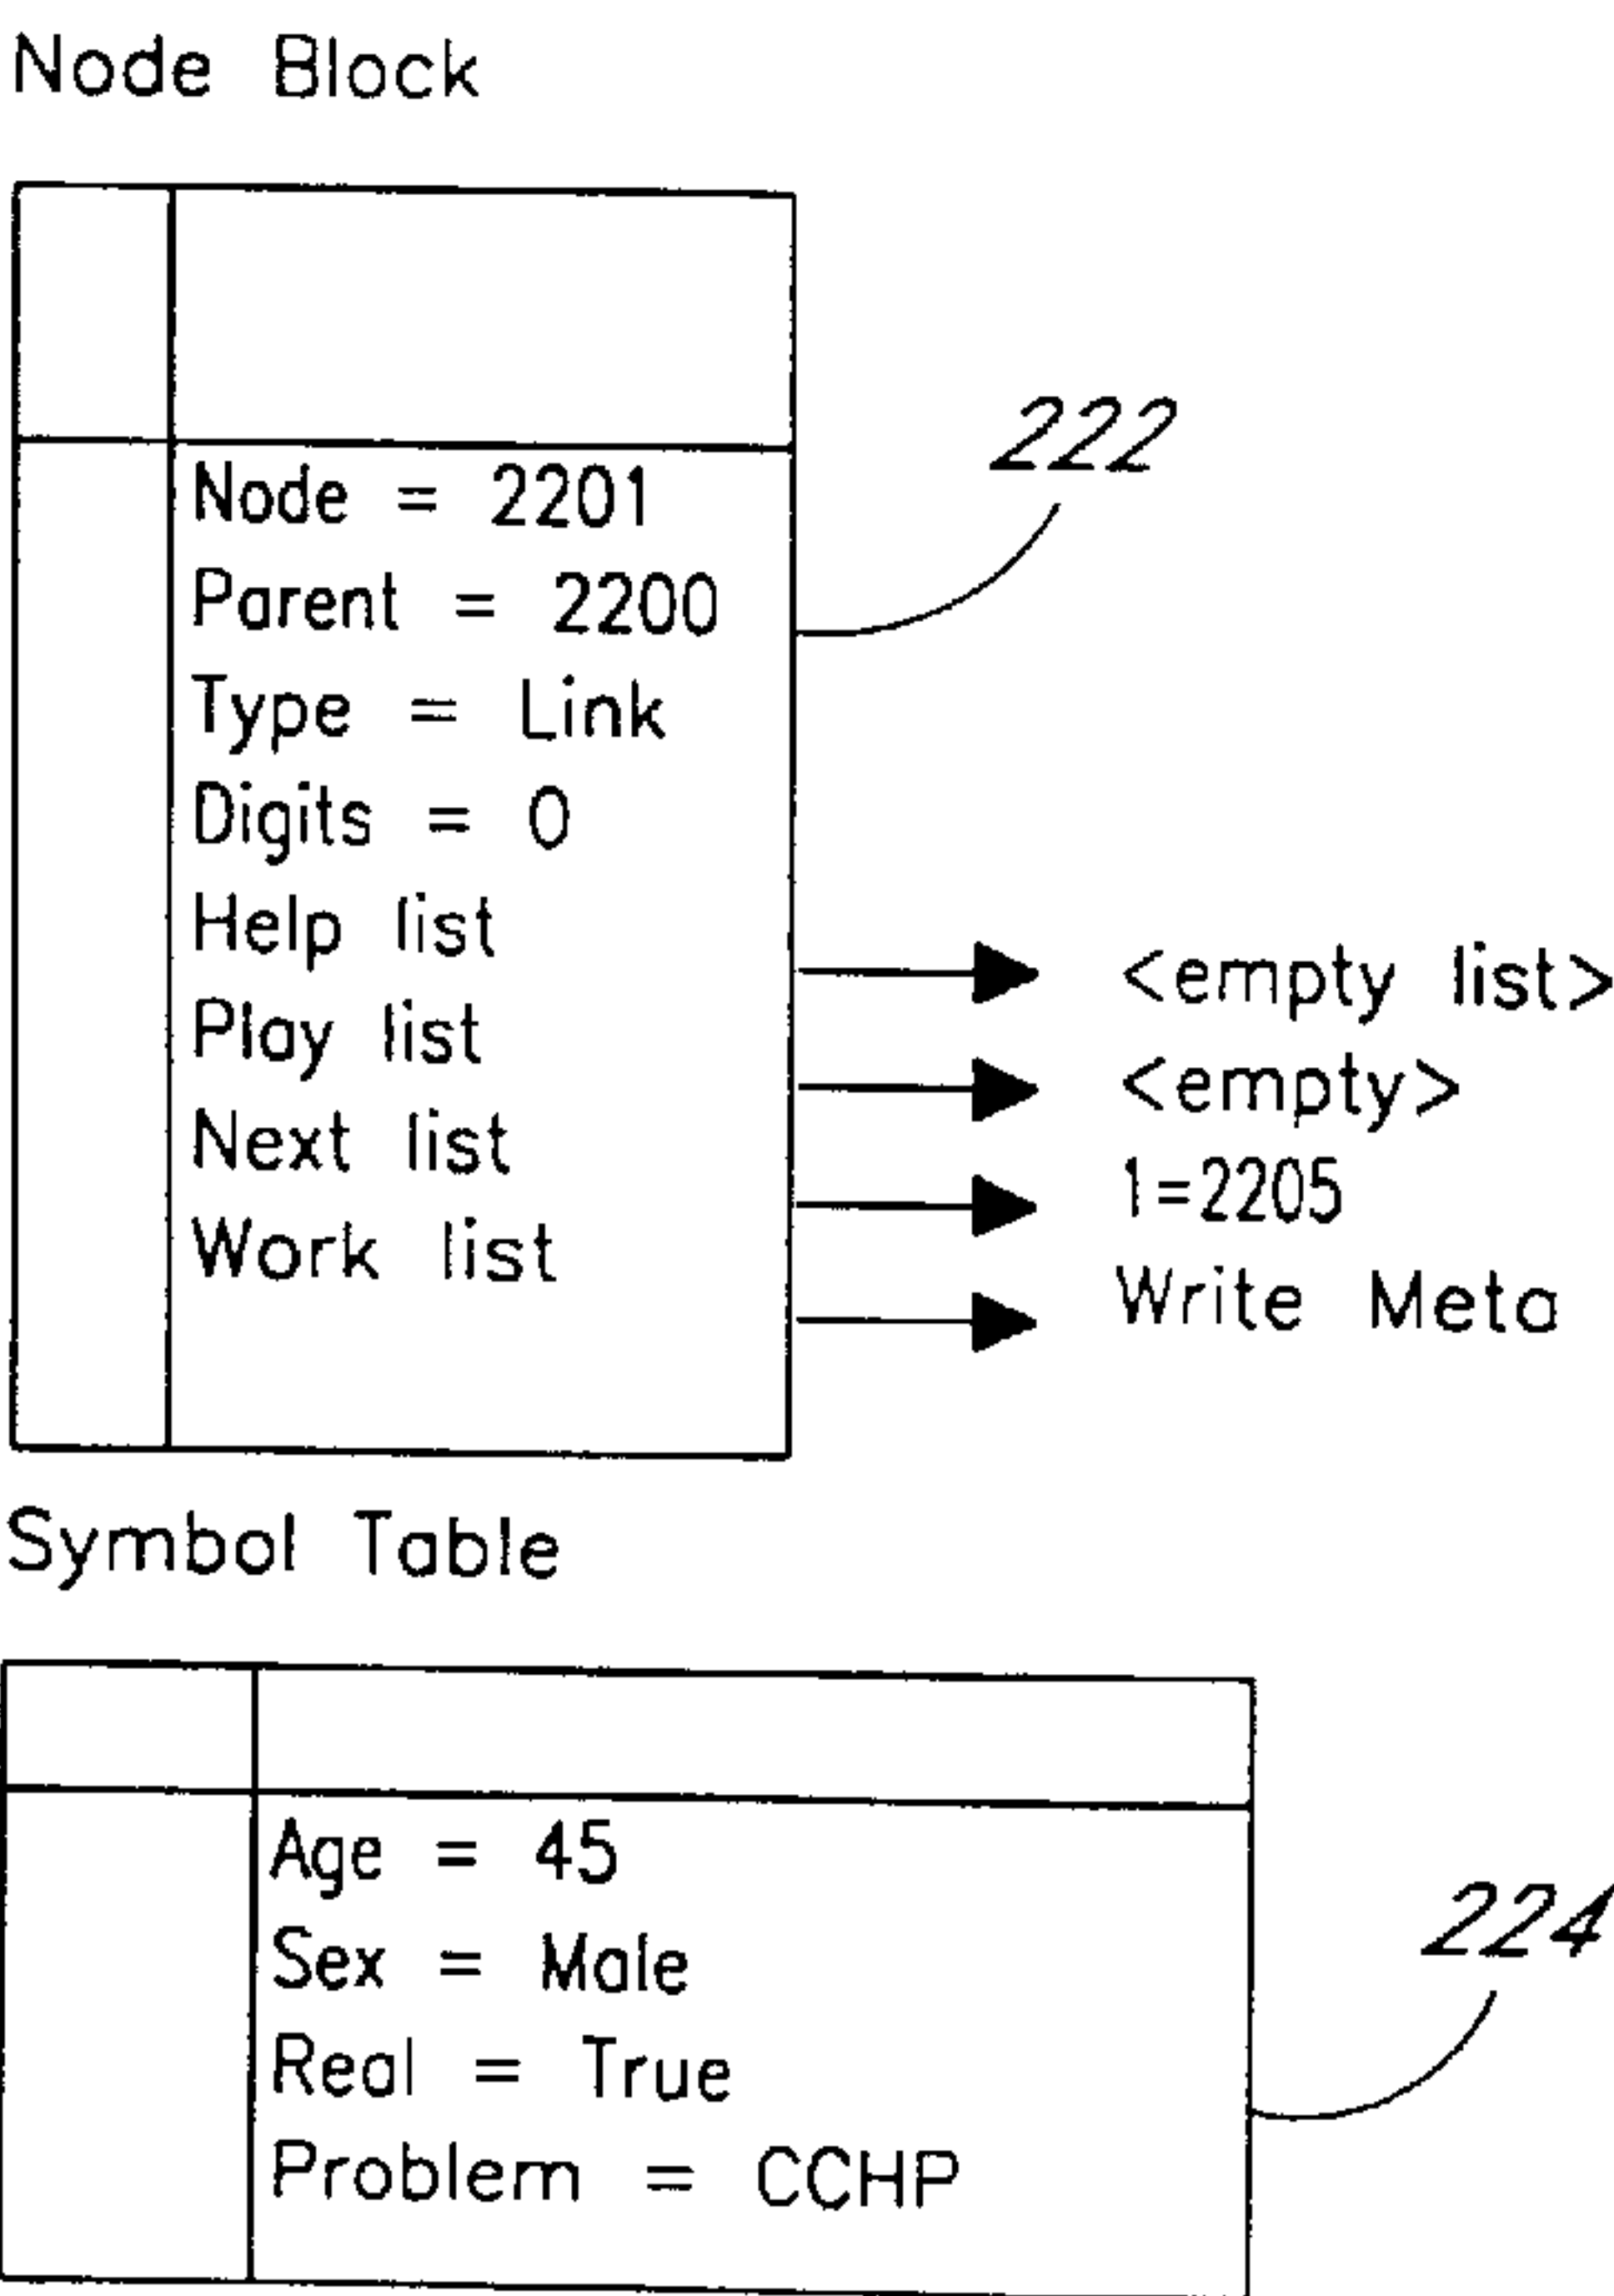 Node Block
222
Node = 2201
Parent = 2200
Type = Link
Digits = 0
Help list
<empty list>
Play list
<empty>
Next list
1=2205
Work list
Write Meta
Symbol Table
Age = 45
Sex = Male
224
Real = True
Problem = CCHP